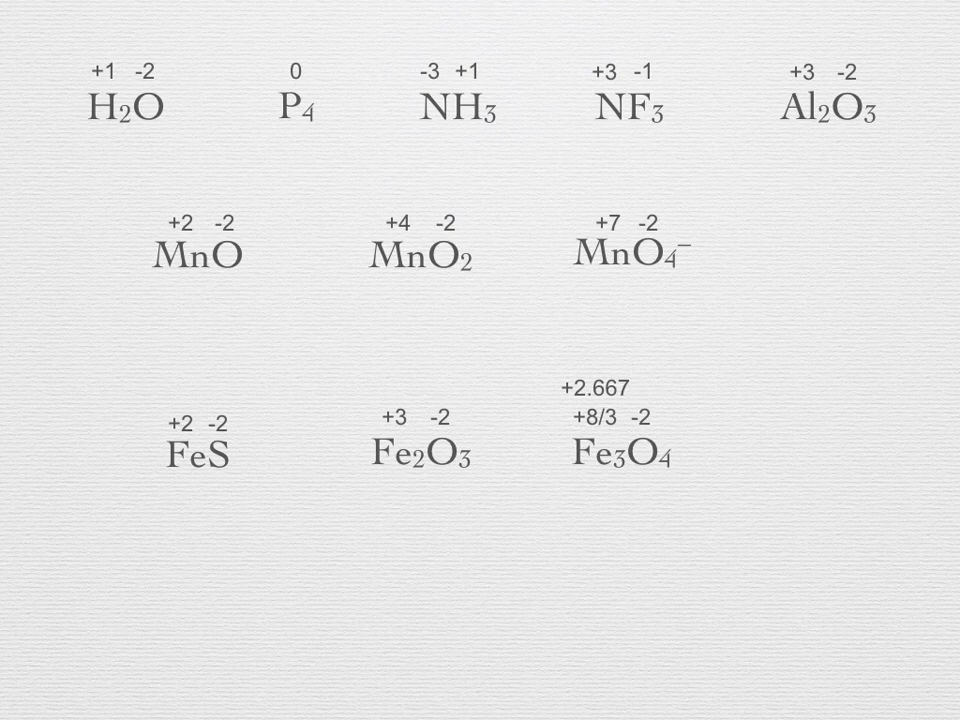 +1 -2 0 -3 +1 +3 -1 +3 -2
H₂O P₄ NH₃ NF₃ Al₂O₃
+2 -2 +4 -2 +7 -2
MnO MnO₂ MnO₄⁻
+2.667
+2 -2 +3 -2 +8/3 -2
FeS Fe₂O₃ Fe₃O₄